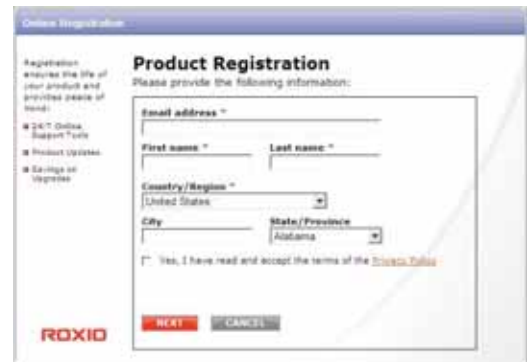 Online Registration
Registration
ensures the life of
your product and
provides peace of
mind:
24/7 Online
Support Tools
Product Updates
Savings on
Upgrades
Product Registration
Please provide the following information:
Email address *
First name * Last name *
Country/Region *
United States
City State/Province
Alabama
Yes, I have read and accept the terms of the Privacy Policy
NEXT CANCEL
ROXIO